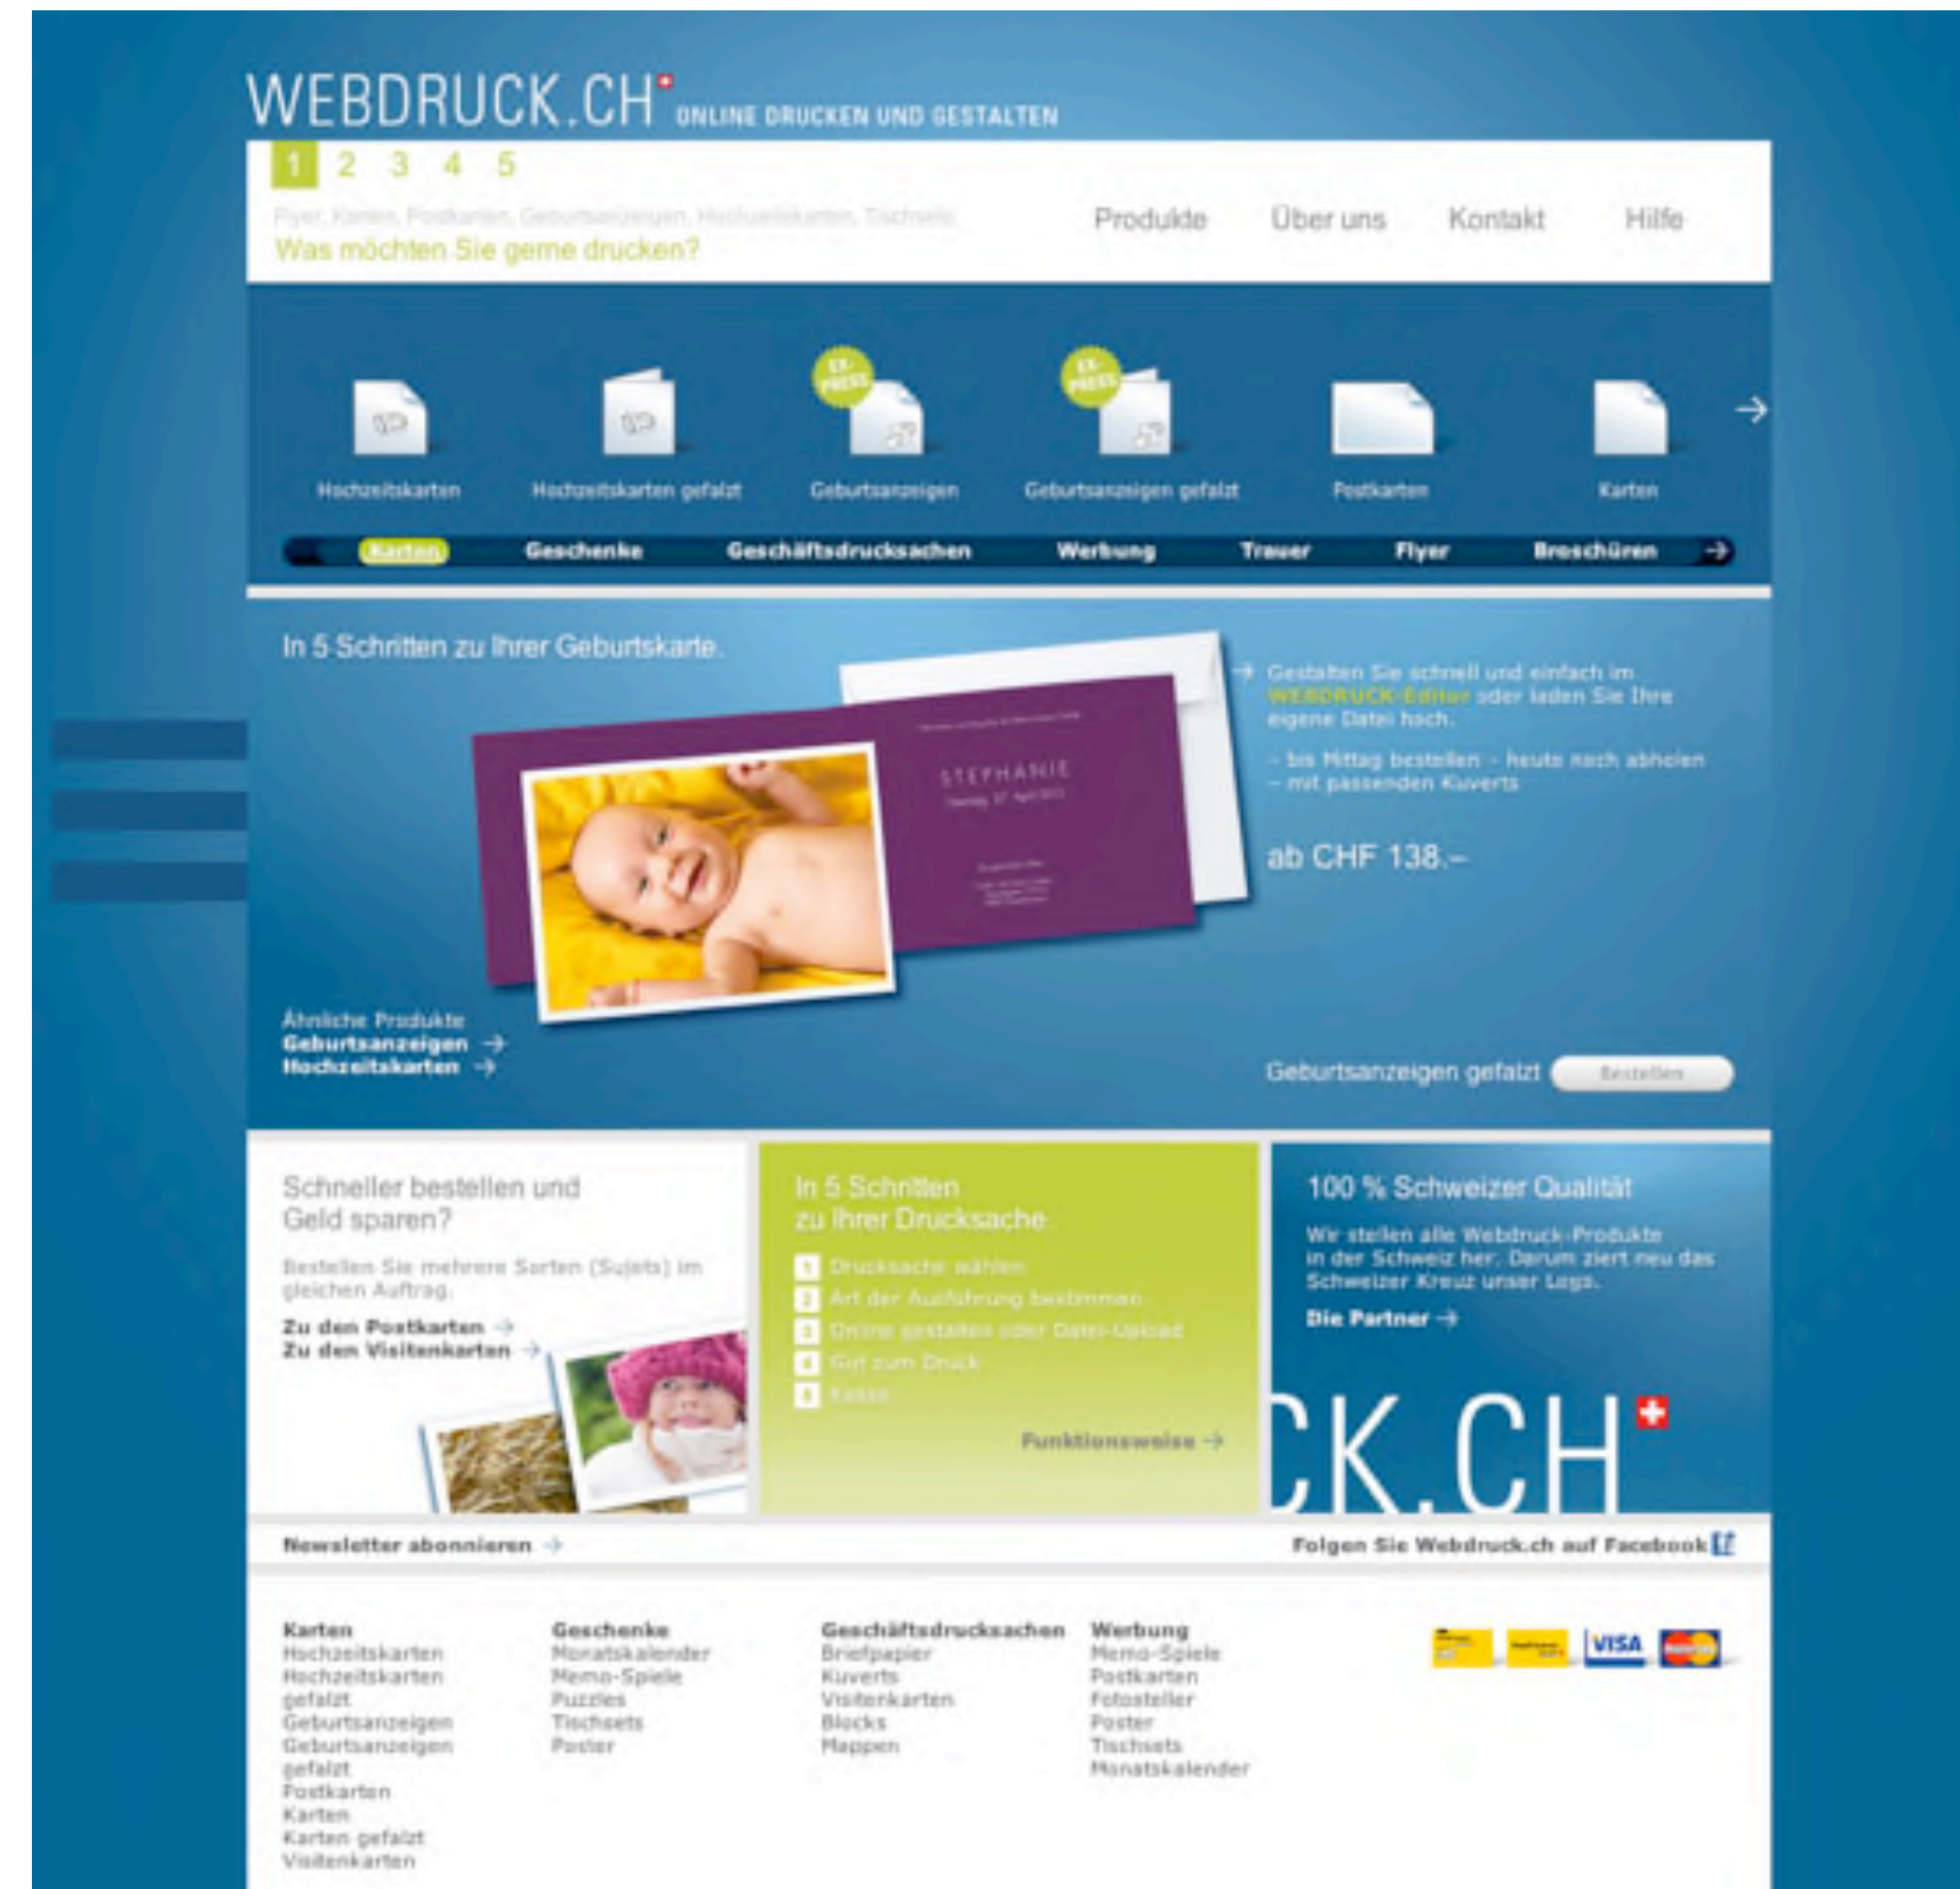 WEBDRUCK.CH ONLINE DRUCKEN UND GESTALTEN
1 2 3 4 5
Flyer, Karten, Postkarten, Geburtsanzeigen, Hochzeitskarten, Tischsets
Was möchten Sie gerne drucken?
Produkte Über uns Kontakt Hilfe
EX-PRESS
EX-PRESS
Hochzeitskarten Hochzeitskarten gefalzt Geburtsanzeigen Geburtsanzeigen gefalzt Postkarten Karten
Karten Geschenke Geschäftsdrucksachen Werbung Trauer Flyer Broschüren
In 5 Schritten zu Ihrer Geburtskarte.
STEPHANIE
Gestalten Sie schnell und einfach im
WEBDRUCK-Editor oder laden Sie Ihre
eigene Datei hoch.
– bis Mittag bestellen – heute noch abholen
– mit passenden Kuverts
ab CHF 138.–
Ähnliche Produkte
Geburtsanzeigen
Hochzeitskarten
Geburtsanzeigen gefalzt Bestellen
Schneller bestellen und
Geld sparen?
Bestellen Sie mehrere Sorten (Sujets) im
gleichen Auftrag.
Zu den Postkarten
Zu den Visitenkarten
In 5 Schritten
zu Ihrer Drucksache.
1 Drucksache wählen
2 Art der Ausführung bestimmen
3 Online gestalten oder Datei-Upload
4 Gut zum Druck
5 Kasse
Funktionsweise
100 % Schweizer Qualität
Wir stellen alle Webdruck-Produkte
in der Schweiz her. Darum ziert neu das
Schweizer Kreuz unser Logo.
Die Partner
CK.CH
Newsletter abonnieren
Folgen Sie Webdruck.ch auf Facebook
Karten
Hochzeitskarten
Hochzeitskarten
gefalzt
Geburtsanzeigen
Geburtsanzeigen
gefalzt
Postkarten
Karten
Karten gefalzt
Visitenkarten
Geschenke
Monatskalender
Memo-Spiele
Puzzles
Tischsets
Poster
Geschäftsdrucksachen
Briefpapier
Kuverts
Visitenkarten
Blocks
Mappen
Werbung
Memo-Spiele
Postkarten
Fotosteller
Poster
Tischsets
Monatskalender
VISA